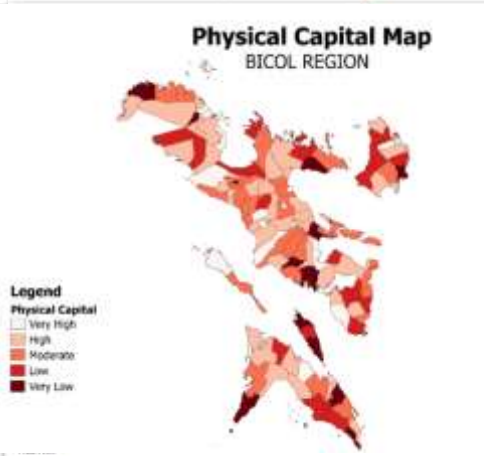 Physical Capital Map
BICOL REGION
Legend
Physical Capital
Very High
High
Moderate
Low
Very Low